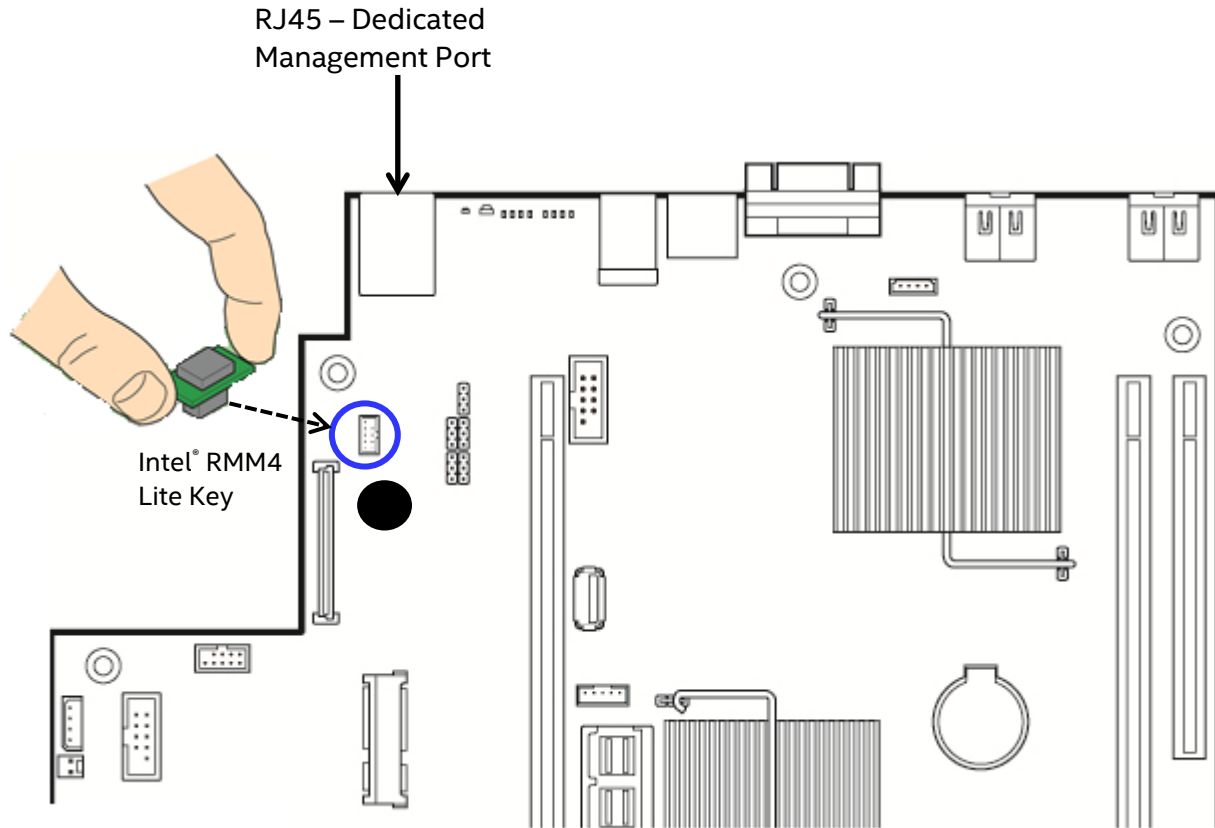 RJ45 – Dedicated
Management Port
Intel® RMM4
Lite Key